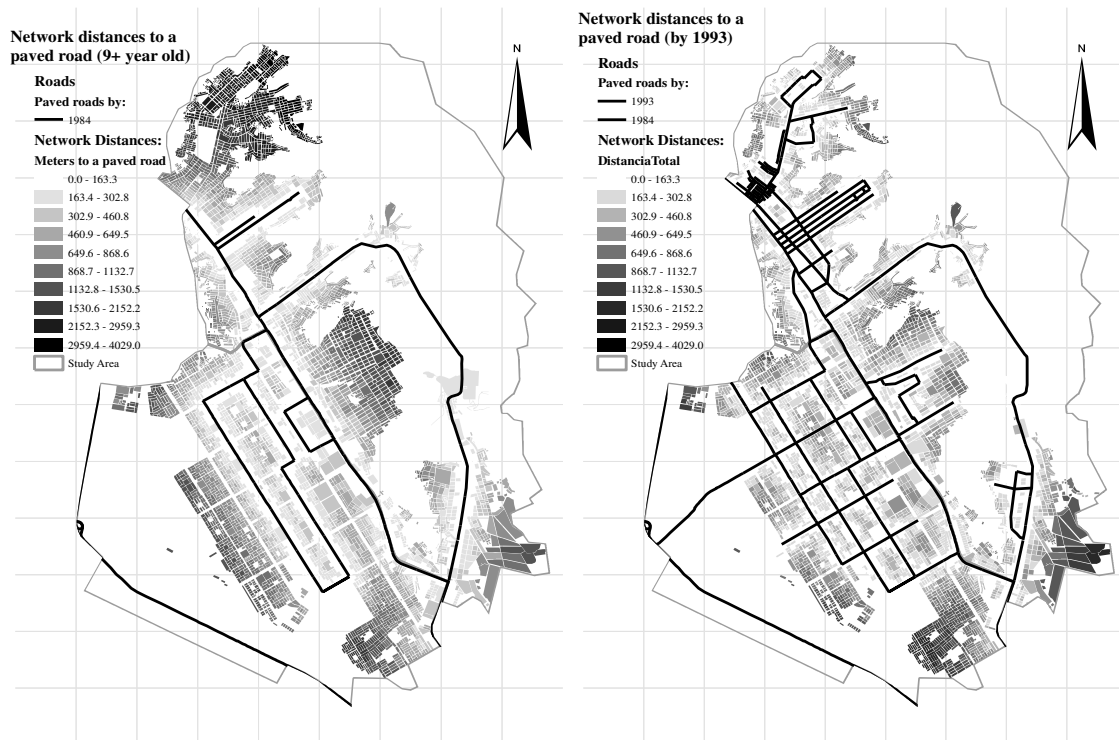 Network distances to a
paved road (9+ year old)
Roads
Paved roads by:
1984
Network Distances:
Meters to a paved road
0.0 - 163.3
163.4 - 302.8
302.9 - 460.8
460.9 - 649.5
649.6 - 868.6
868.7 - 1132.7
1132.8 - 1530.5
1530.6 - 2152.2
2152.3 - 2959.3
2959.4 - 4029.0
Study Area
N
Network distances to a
paved road (by 1993)
Roads
Paved roads by:
1993
1984
Network Distances:
DistanciaTotal
0.0 - 163.3
163.4 - 302.8
302.9 - 460.8
460.9 - 649.5
649.6 - 868.6
868.7 - 1132.7
1132.8 - 1530.5
1530.6 - 2152.2
2152.3 - 2959.3
2959.4 - 4029.0
Study Area
N